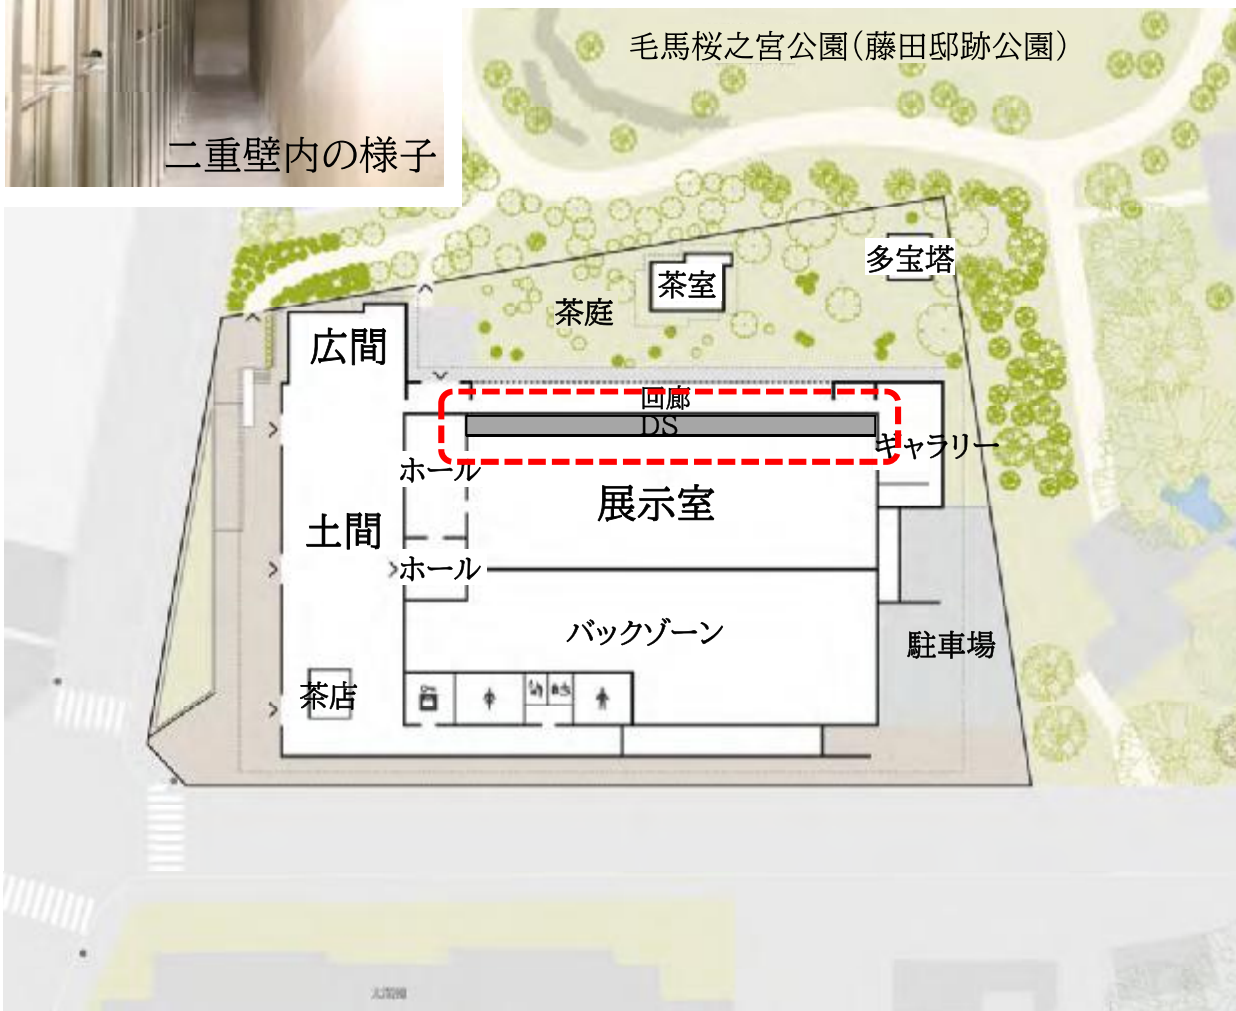 毛馬桜之宮公園（藤田邸跡公園）
二重壁内の様子
多宝塔
茶室
茶庭
広間
回廊
DS
ギャラリー
ホール
展示室
土間
ホール
バックゾーン
駐車場
茶店